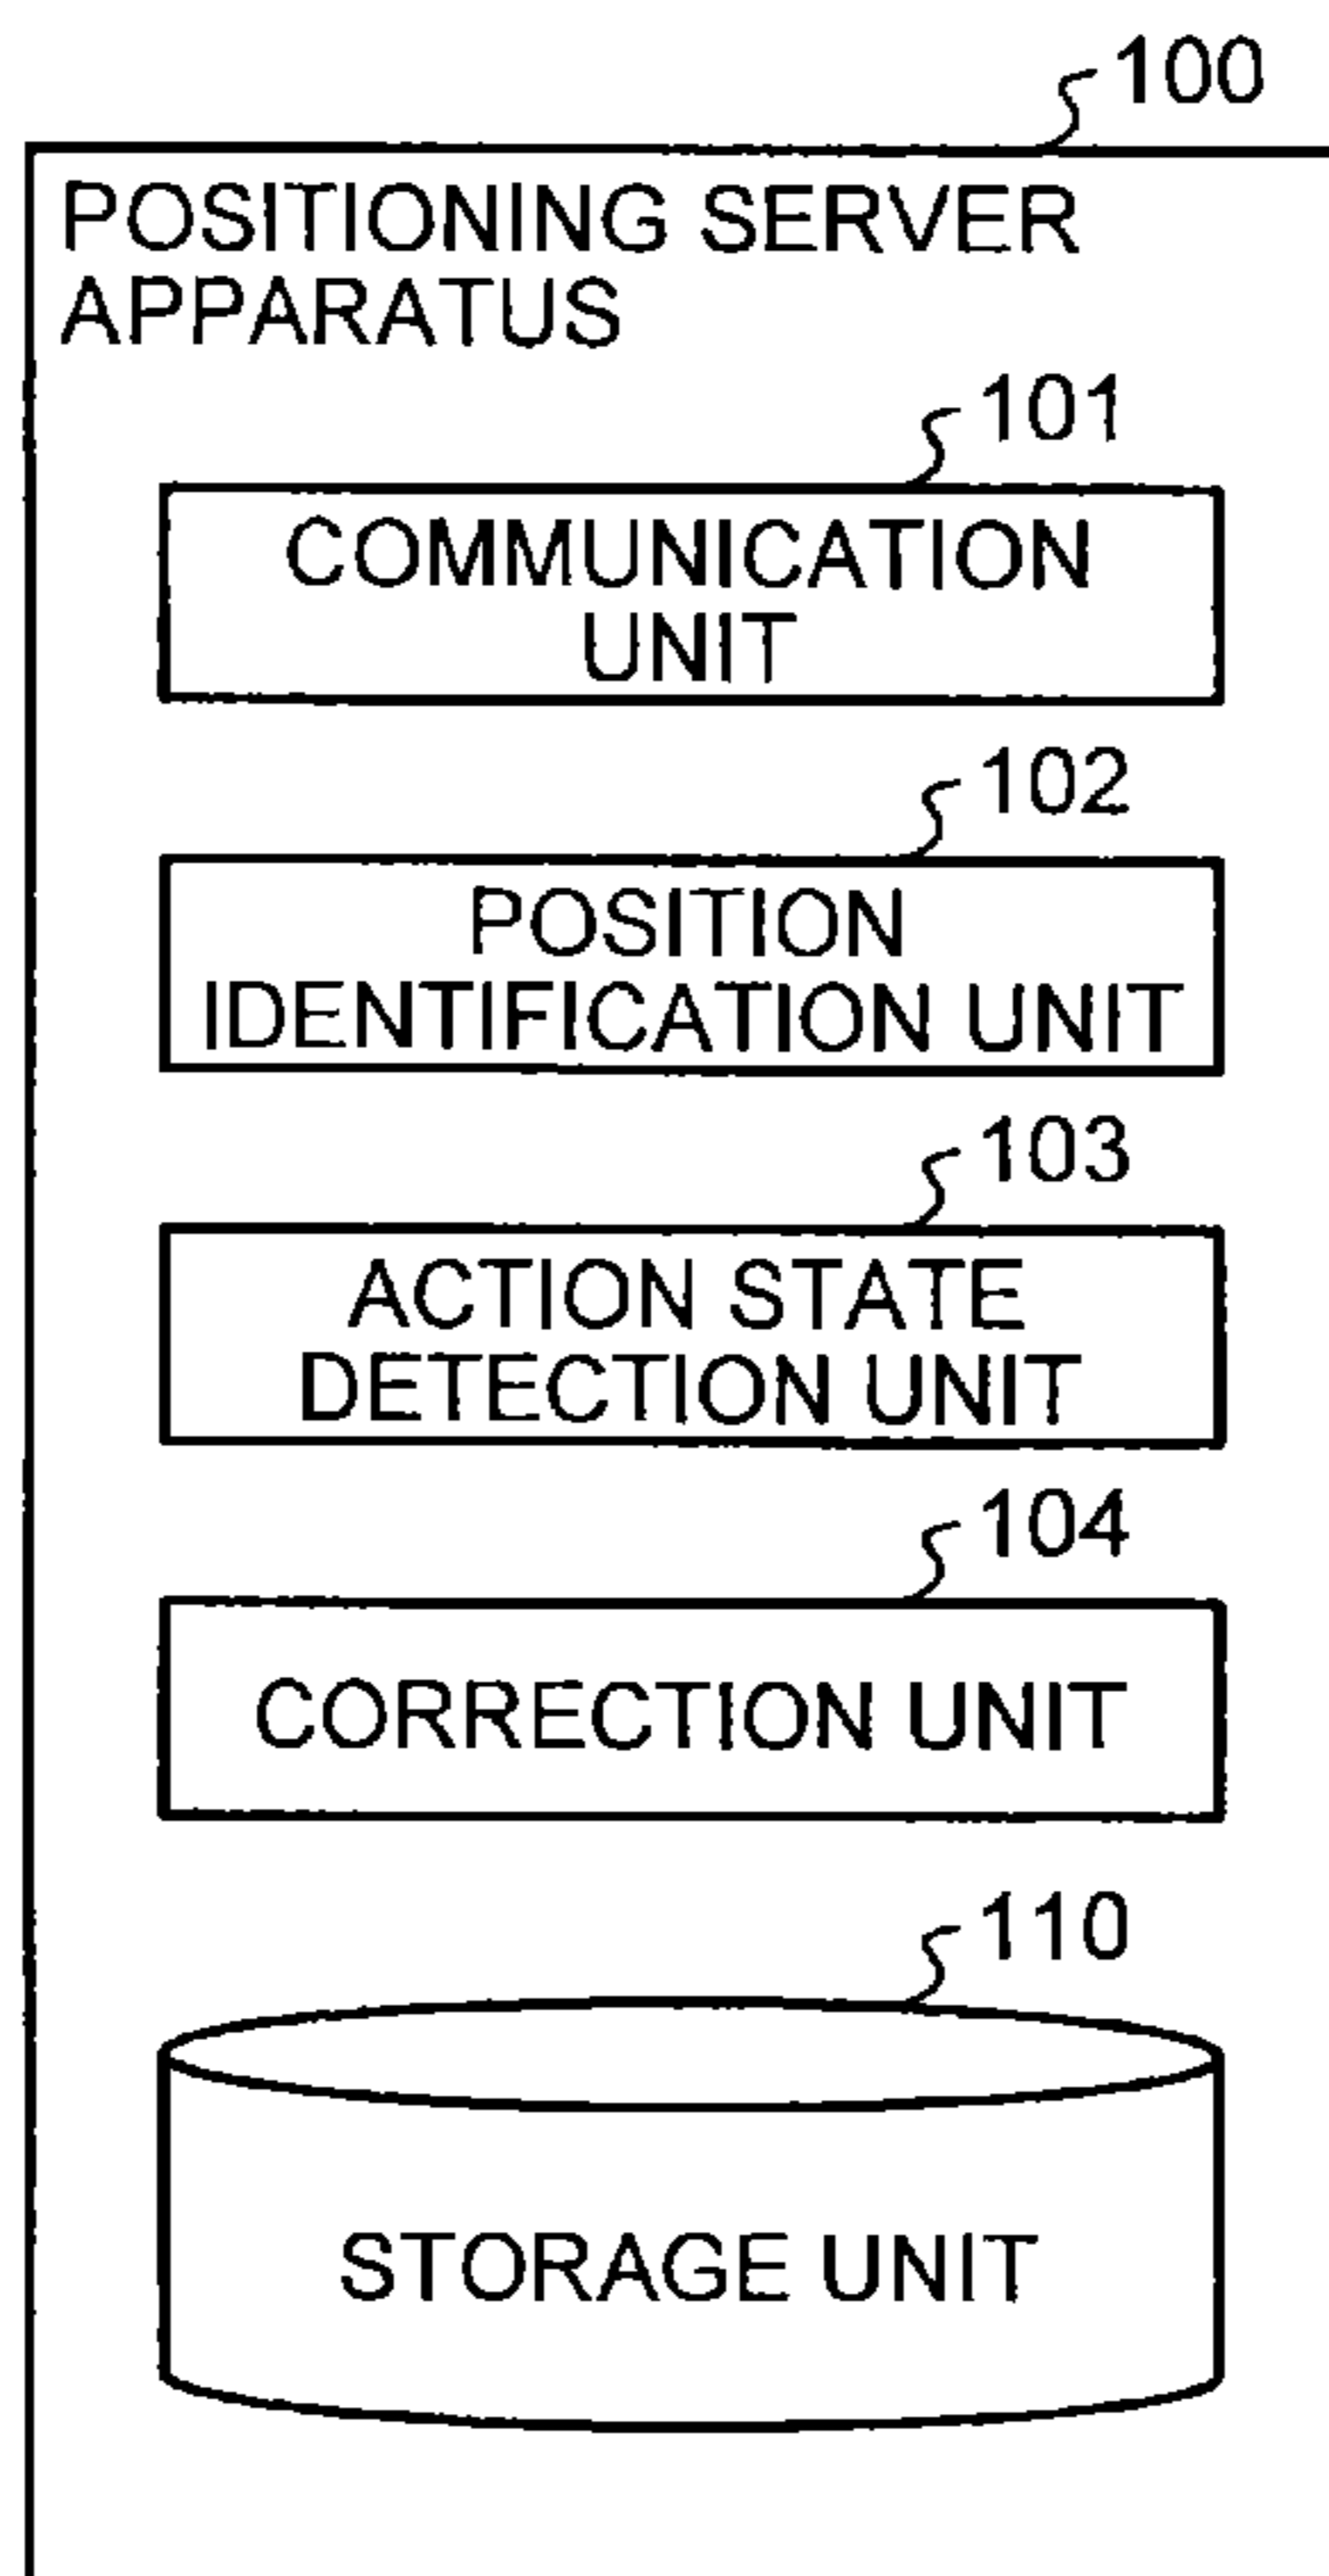 100
POSITIONING SERVER
APPARATUS
101
COMMUNICATION
UNIT
102
POSITION
IDENTIFICATION UNIT
103
ACTION STATE
DETECTION UNIT
104
CORRECTION UNIT
110
STORAGE UNIT